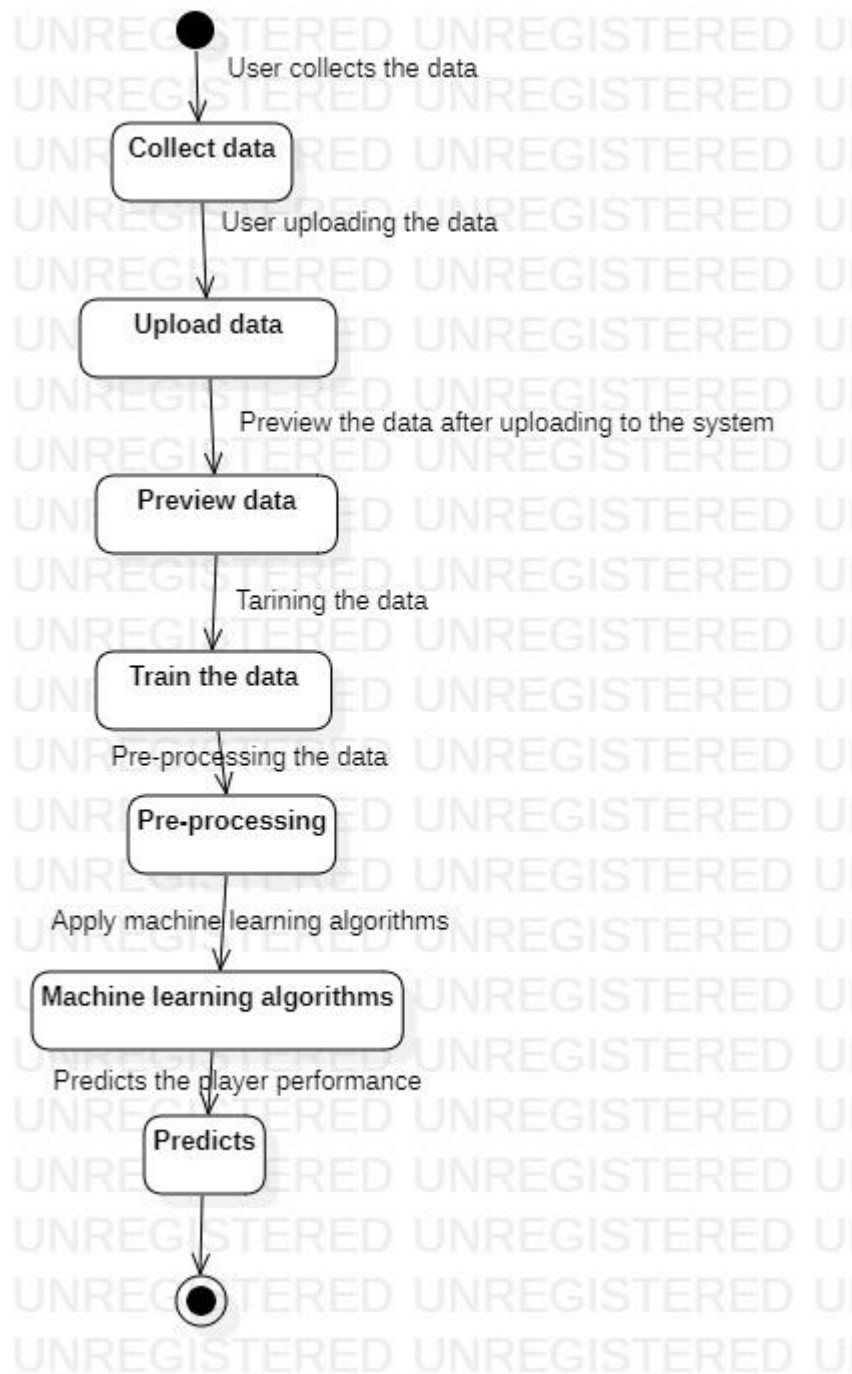 User collects the data
Collect data
User uploading the data
Upload data
Preview the data after uploading to the system
Preview data
Tarining the data
Train the data
Pre-processing the data
Pre-processing
Apply machine learning algorithms
Machine learning algorithms
Predicts the player performance
Predicts
UNREGISTERED